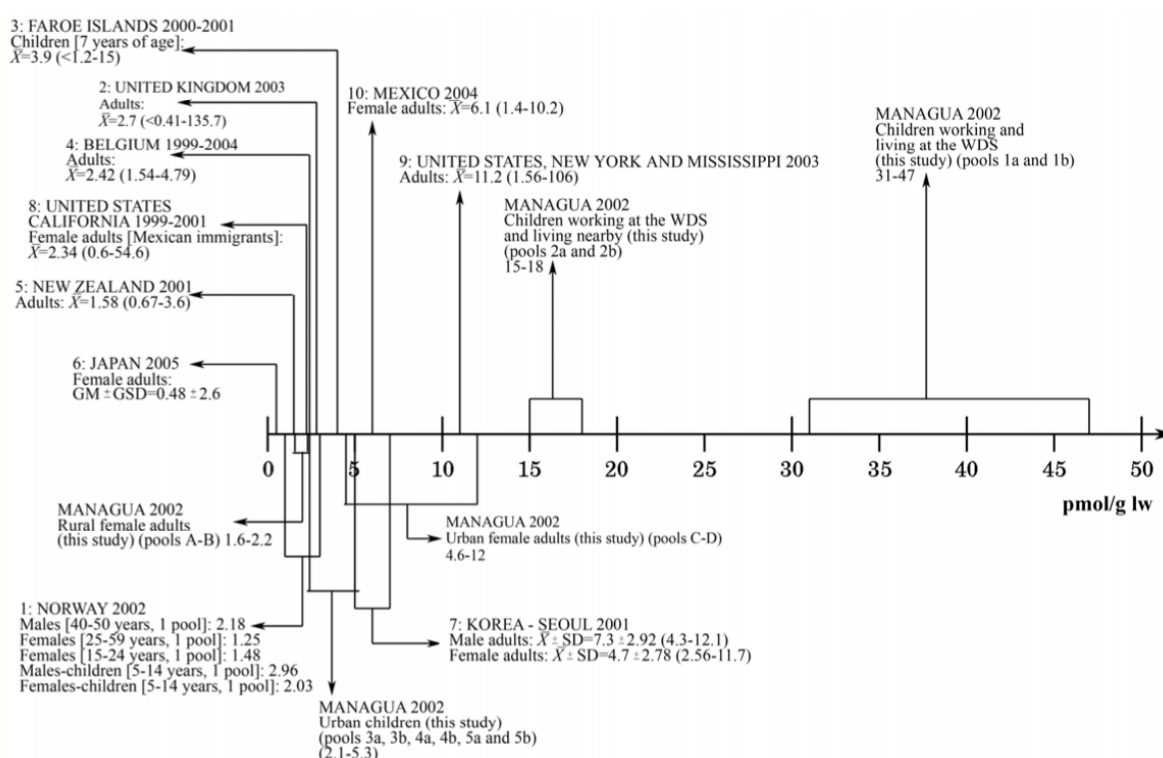 3: FAROE ISLANDS 2000-2001
Children [7 years of age]:
X̄=3.9 (<1.2-15)
2: UNITED KINGDOM 2003
Adults:
X̄=2.7 (<0.41-135.7)
4: BELGIUM 1999-2004
Adults:
X̄=2.42 (1.54-4.79)
8: UNITED STATES
CALIFORNIA 1999-2001
Female adults [Mexican immigrants]:
X̄=2.34 (0.6-54.6)
5: NEW ZEALAND 2001
Adults: X̄=1.58 (0.67-3.6)
6: JAPAN 2005
Female adults:
GM ±GSD=0.48 ±2.6
10: MEXICO 2004
Female adults: X̄=6.1 (1.4-10.2)
9: UNITED STATES, NEW YORK AND MISSISSIPPI 2003
Adults: X̄=11.2 (1.56-106)
MANAGUA 2002
Children working at the WDS
and living nearby (this study)
(pools 2a and 2b)
15-18
MANAGUA 2002
Children working and
living at the WDS
(this study) (pools 1a and 1b)
31-47
0 5 10 15 20 25 30 35 40 45 50
pmol/g lw
MANAGUA 2002
Rural female adults
(this study) (pools A-B) 1.6-2.2
MANAGUA 2002
Urban female adults (this study) (pools C-D)
4.6-12
1: NORWAY 2002
Males [40-50 years, 1 pool]: 2.18
Females [25-59 years, 1 pool]: 1.25
Females [15-24 years, 1 pool]: 1.48
Males-children [5-14 years, 1 pool]: 2.96
Females-children [5-14 years, 1 pool]: 2.03
7: KOREA - SEOUL 2001
Male adults: X̄ ± SD=7.3 ±2.92 (4.3-12.1)
Female adults: X̄ ± SD=4.7 ±2.78 (2.56-11.7)
MANAGUA 2002
Urban children (this study)
(pools 3a, 3b, 4a, 4b, 5a and 5b)
(2.1-5.3)